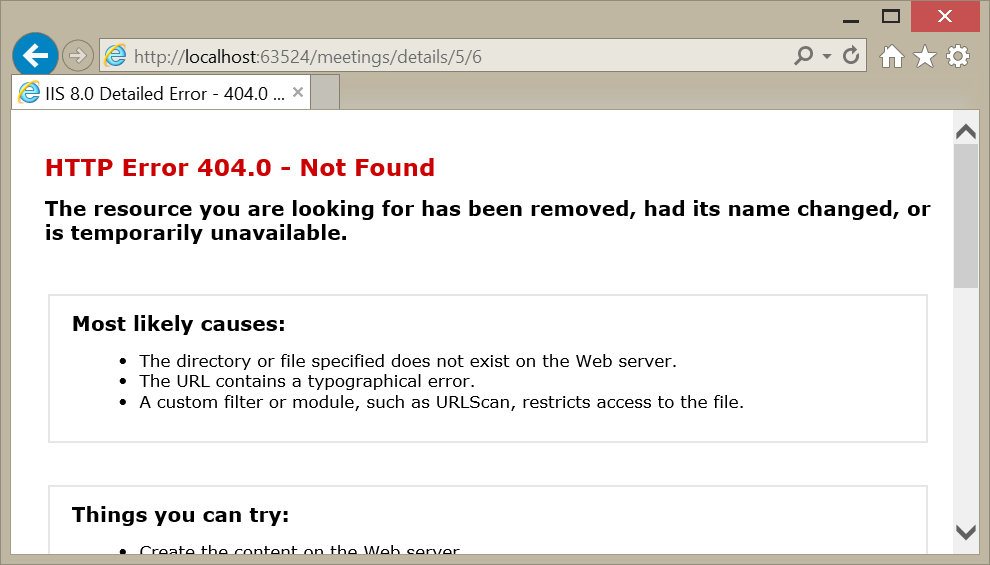 http://localhost:63524/meetings/details/5/6
IIS 8.0 Detailed Error - 404.0 ...
HTTP Error 404.0 - Not Found
The resource you are looking for has been removed, had its name changed, or
is temporarily unavailable.
Most likely causes:
• The directory or file specified does not exist on the Web server.
• The URL contains a typographical error.
• A custom filter or module, such as URLScan, restricts access to the file.
Things you can try:
• Create the content on the Web server